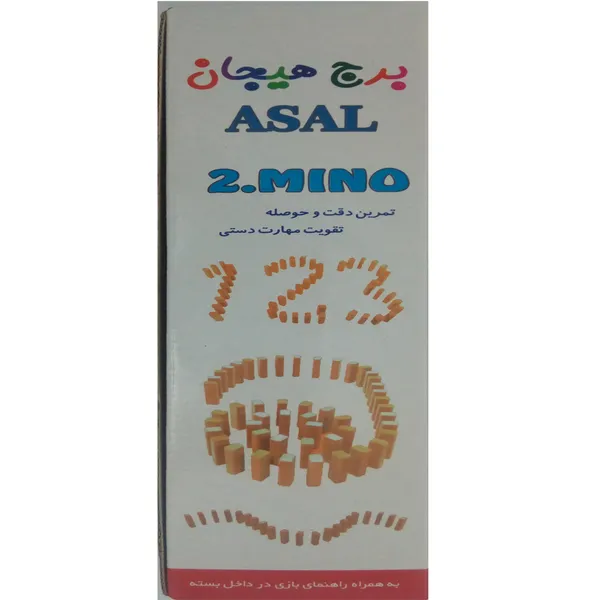 برج هیجان
ASAL
2.MINO
تمرین دقت و حوصله
تقویت مهارت دستی
123
به همراه راهنمای بازی در داخل بسته